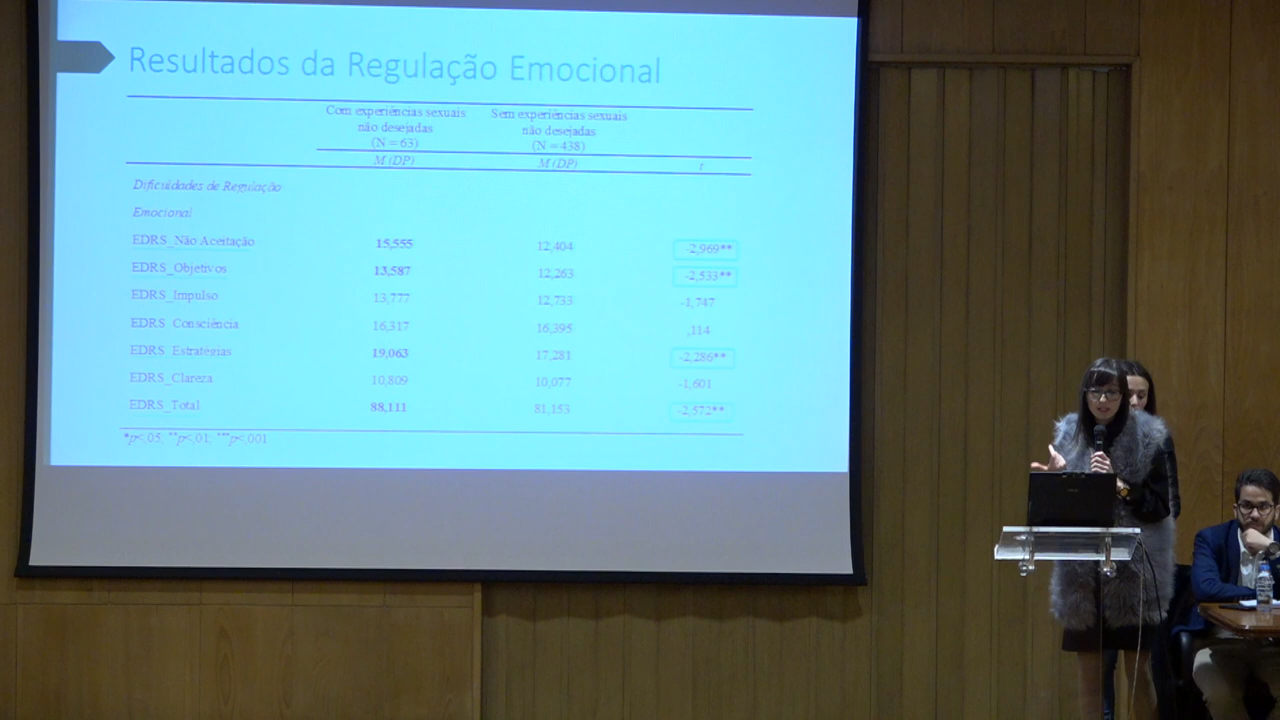 Resultados da Regulação Emocional
Com experiências sexuais não desejadas (N = 63) Sem experiências sexuais não desejadas (N = 438)
M (DP) M (DP) t
Dificuldades de Regulação
Emocional
EDRS_Não Aceitação 15,555 12,404 -2,969**
EDRS_Objetivos 13,587 12,263 -2,533**
EDRS_Impulso 13,777 12,733 -1,747
EDRS_Consciência 16,317 16,395 ,114
EDRS_Estratégias 19,063 17,281 -2,286**
EDRS_Clareza 10,809 10,077 -1,601
EDRS_Total 88,111 81,153 -2,572**
*p<,05, **p<,01, ***p<,001